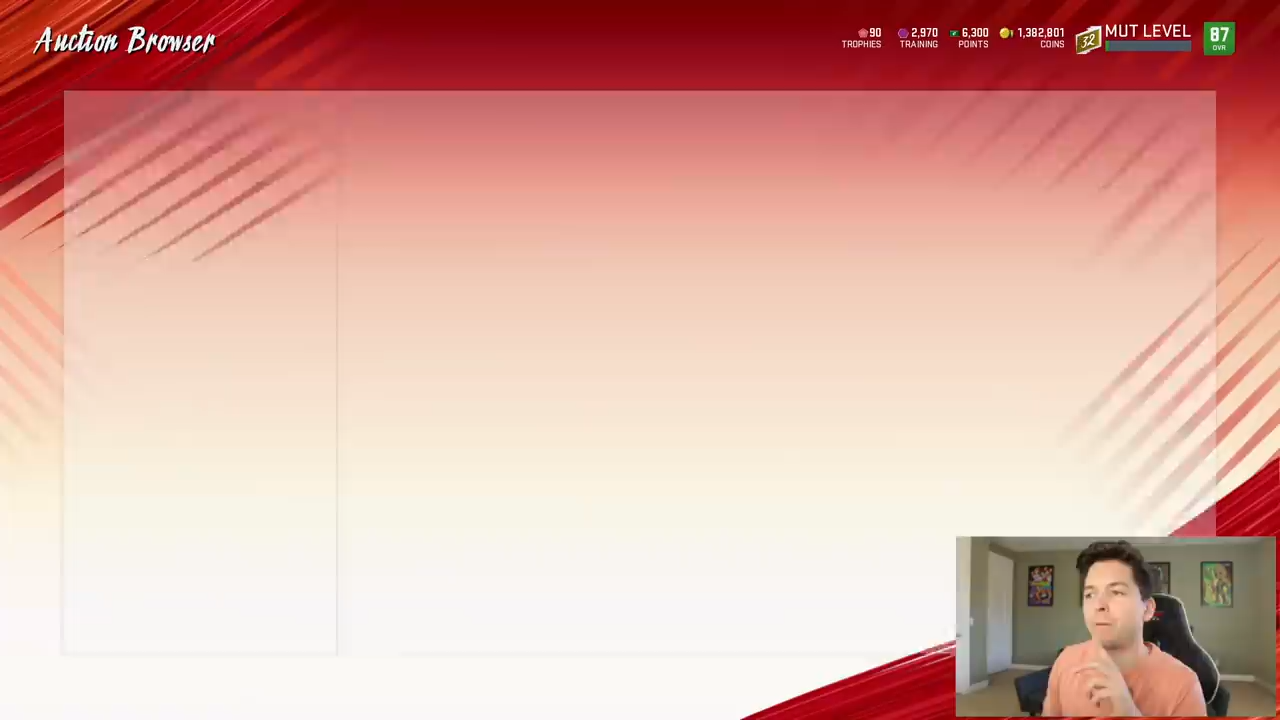 Auction Browser
90 TROPHIES
2,970 TRAINING
6,300 POINTS
1,382,801 COINS
32
MUT LEVEL
87 OVR